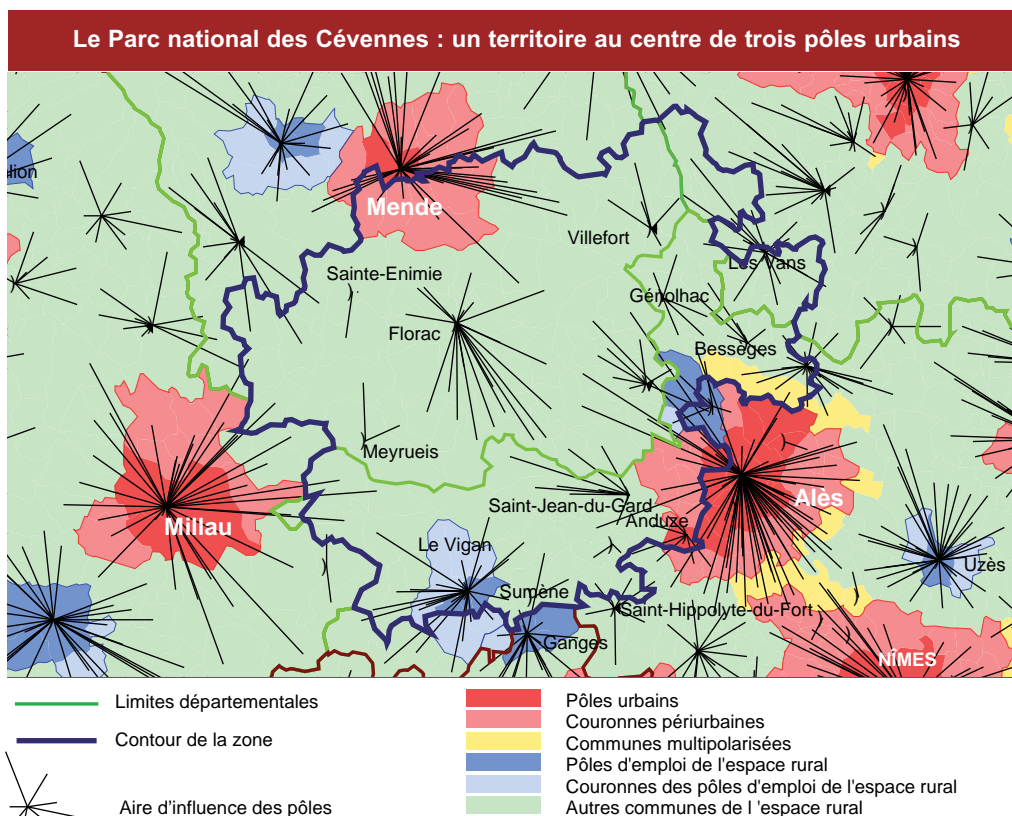 Le Parc national des Cévennes : un territoire au centre de trois pôles urbains
lion
Mende
Villefort
Les Vans
Sainte-Enimie
Génolhac
Florac
Bessèges
Meyrueis
Saint-Jean-du-Gard
Alès
Anduze
Millau
Le Vigan
Uzès
Sumène
Saint-Hippolyte-du-Fort
Ganges
NÎMES
Limites départementales
Contour de la zone
Aire d'influence des pôles
Pôles urbains
Couronnes périurbaines
Communes multipolarisées
Pôles d'emploi de l'espace rural
Couronnes des pôles d'emploi de l'espace rural
Autres communes de l 'espace rural